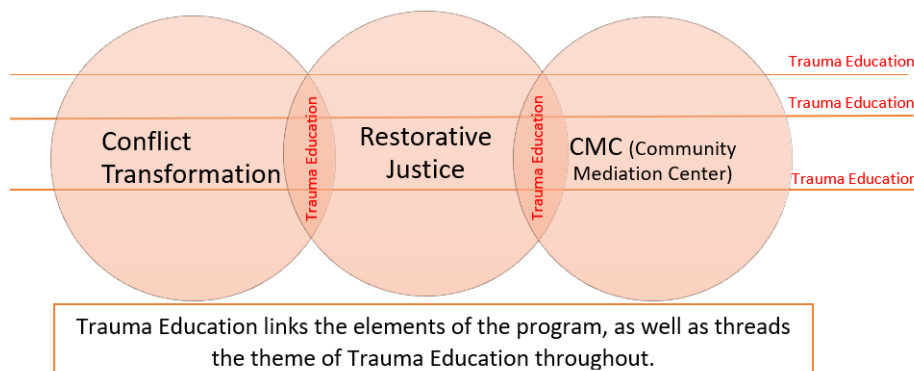 Trauma Education
Trauma Education
Conflict
Transformation
Trauma Education
Restorative
Justice
Trauma Education
CMC (Community
Mediation Center)
Trauma Education
Trauma Education links the elements of the program, as well as threads
the theme of Trauma Education throughout.